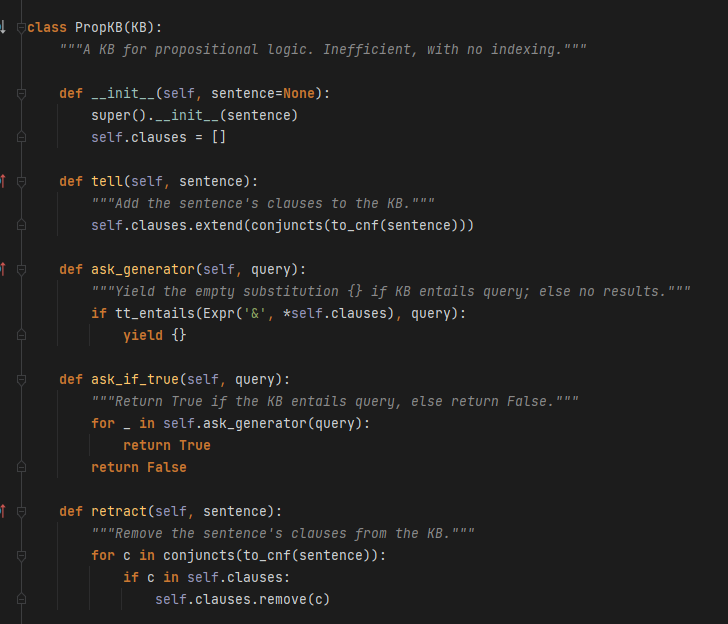 class PropKB(KB):
    """A KB for propositional logic. Inefficient, with no indexing."""
    def __init__(self, sentence=None):
        super().__init__(sentence)
        self.clauses = []
    def tell(self, sentence):
        """Add the sentence's clauses to the KB."""
        self.clauses.extend(conjuncts(to_cnf(sentence)))
    def ask_generator(self, query):
        """Yield the empty substitution {} if KB entails query; else no results."""
        if tt_entails(Expr('&', *self.clauses), query):
            yield {}
    def ask_if_true(self, query):
        """Return True if the KB entails query, else return False."""
        for _ in self.ask_generator(query):
            return True
        return False
    def retract(self, sentence):
        """Remove the sentence's clauses from the KB."""
        for c in conjuncts(to_cnf(sentence)):
            if c in self.clauses:
                self.clauses.remove(c)